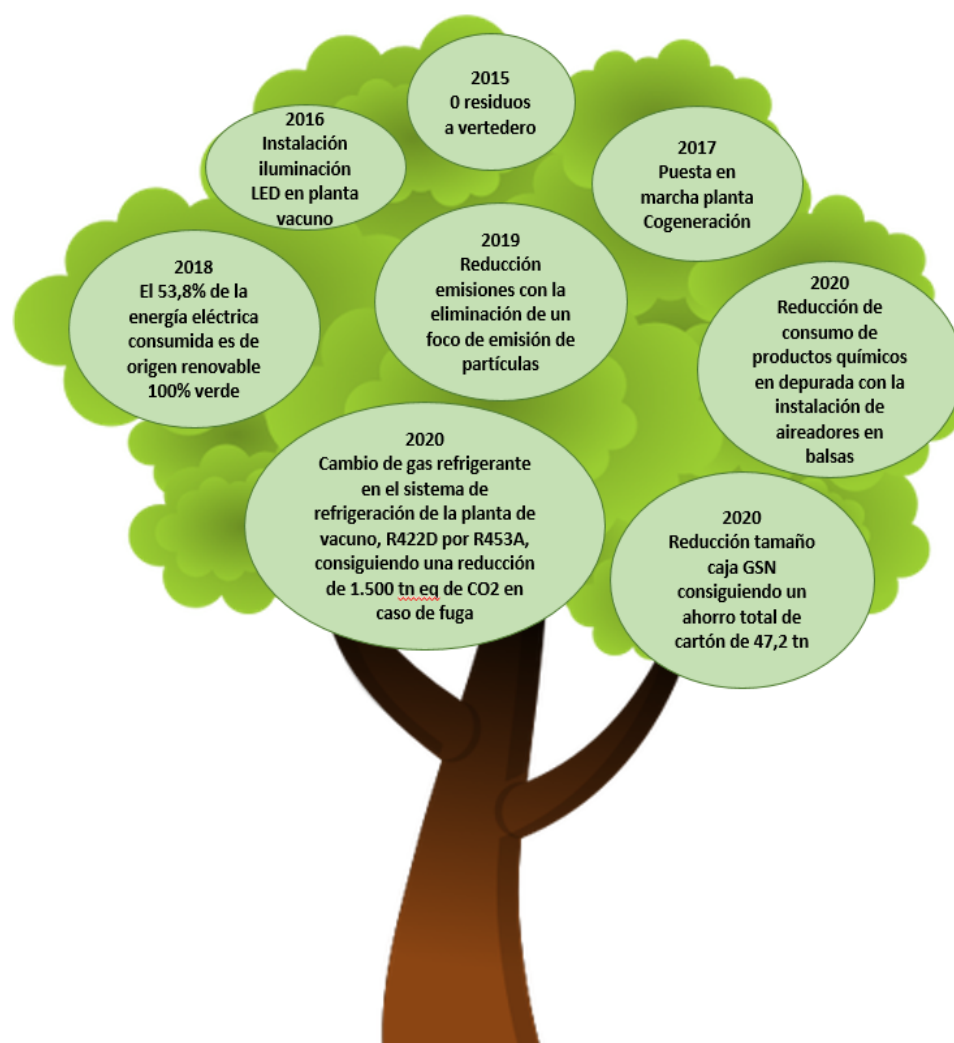 2015
0 residuos
a vertedero
2016
Instalación
iluminación
LED en planta
vacuno
2017
Puesta en
marcha planta
Cogeneración
2018
El 53,8% de la
energía eléctrica
consumida es de
origen renovable
100% verde
2019
Reducción
emisiones con la
eliminación de un
foco de emisión de
partículas
2020
Reducción de
consumo de
productos químicos
en depurada con la
instalación de
aireadores en
balsas
2020
Cambio de gas refrigerante
en el sistema de
refrigeración de la planta de
vacuno, R422D por R453A,
consiguiendo una reducción
de 1.500 tn eq de CO2 en
caso de fuga
2020
Reducción tamaño
caja GSN
consiguiendo un
ahorro total de
cartón de 47,2 tn